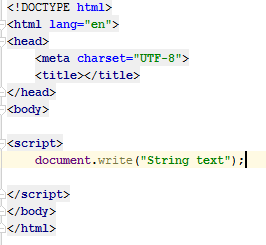 <!DOCTYPE html>
<html lang="en">
<head>
<meta charset="UTF-8">
<title></title>
</head>
<body>
<script>
document.write("String text");
</script>
</body>
</html>